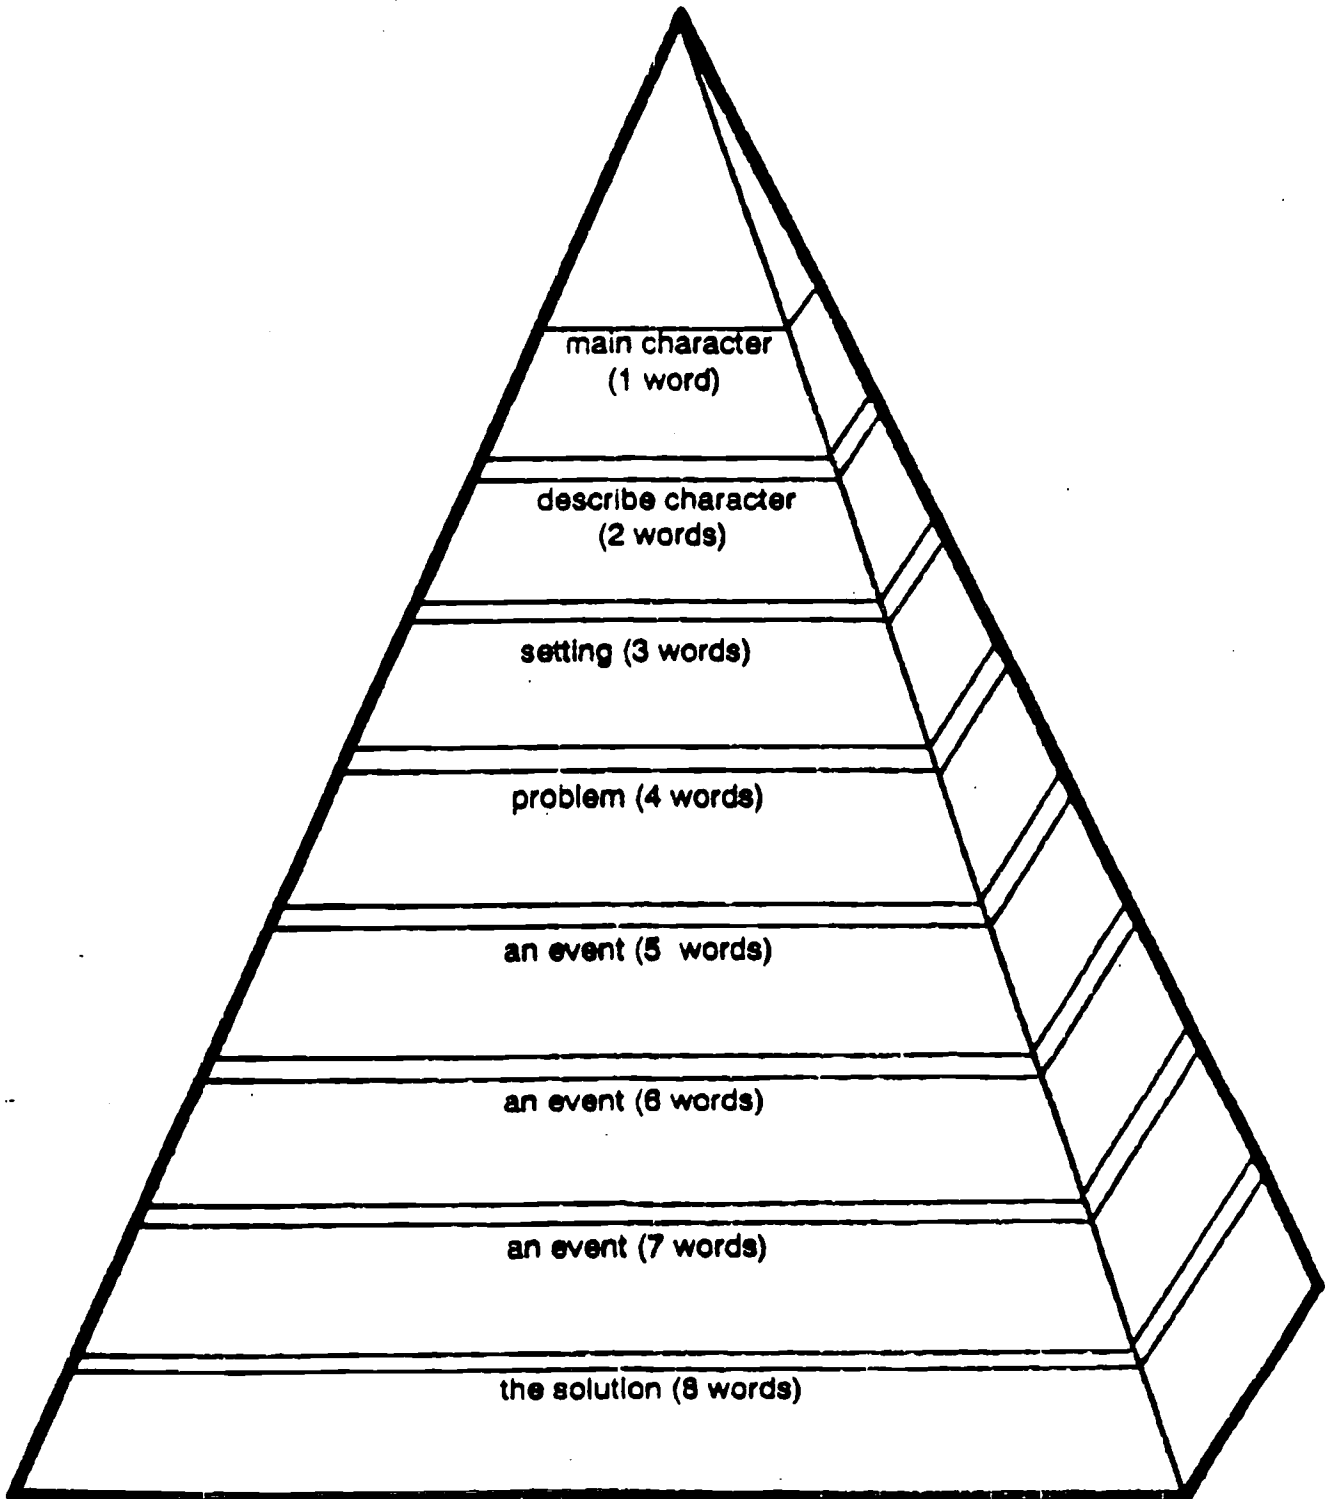 main character
(1 word)
describe character
(2 words)
setting (3 words)
problem (4 words)
an event (5 words)
an event (6 words)
an event (7 words)
the solution (8 words)